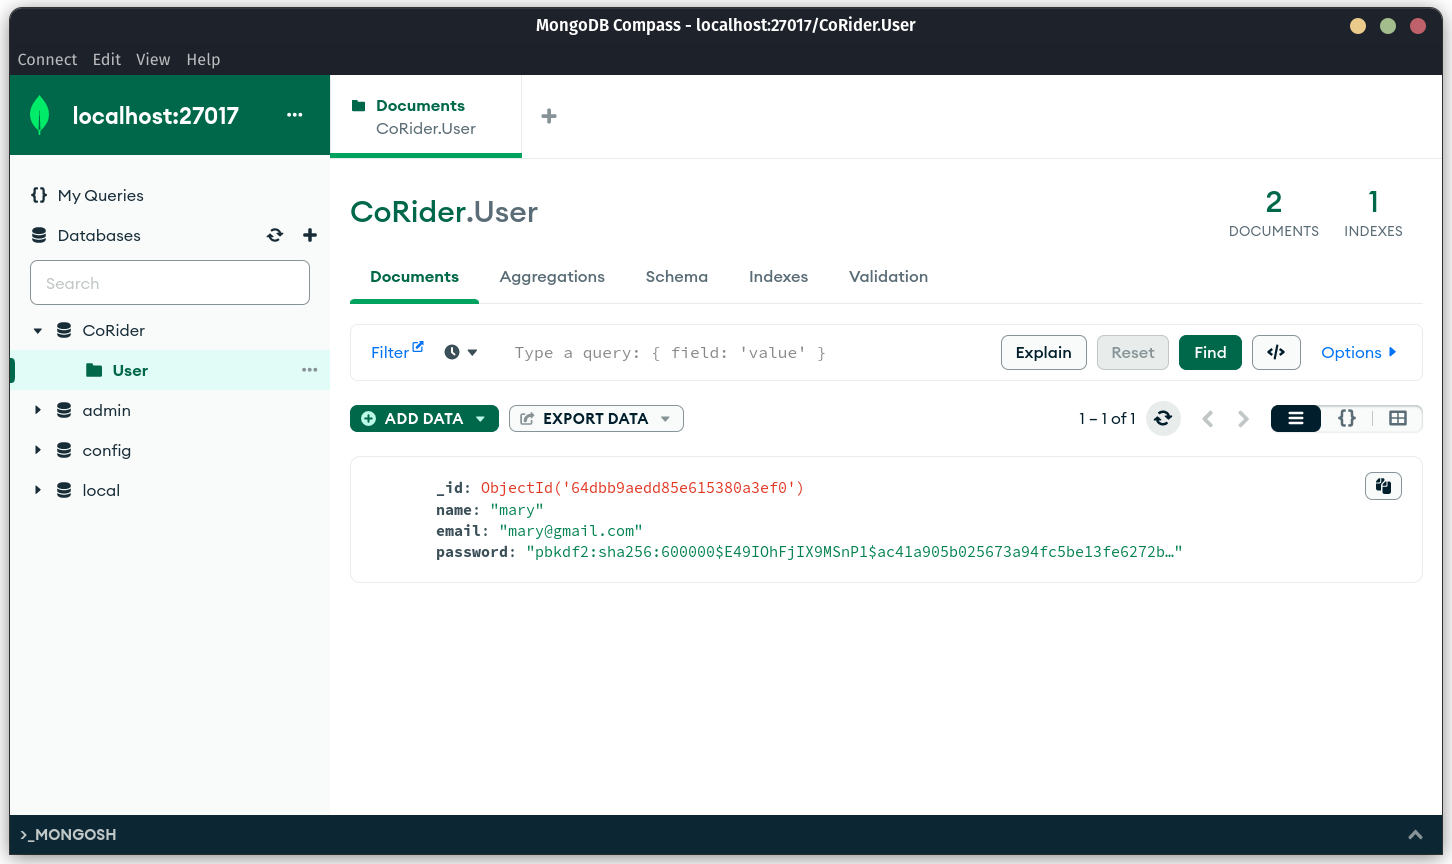 MongoDB Compass - localhost:27017/CoRider.User
Connect Edit View Help
localhost:27017
Documents
CoRider.User
My Queries
Databases
Search
CoRider
User
admin
config
local
CoRider.User
2
DOCUMENTS
1
INDEXES
Documents Aggregations Schema Indexes Validation
Filter Type a query: { field: 'value' } Explain Reset Find </> Options
ADD DATA EXPORT DATA 1 – 1 of 1 {}
_id: ObjectId('64dbb9aedd85e615380a3ef0')
name: "mary"
email: "mary@gmail.com"
password: "pbkdf2:sha256:600000$E49IOhFjIX9MSnP1$ac41a905b025673a94fc5be13fe6272b…"
>_MONGOSH